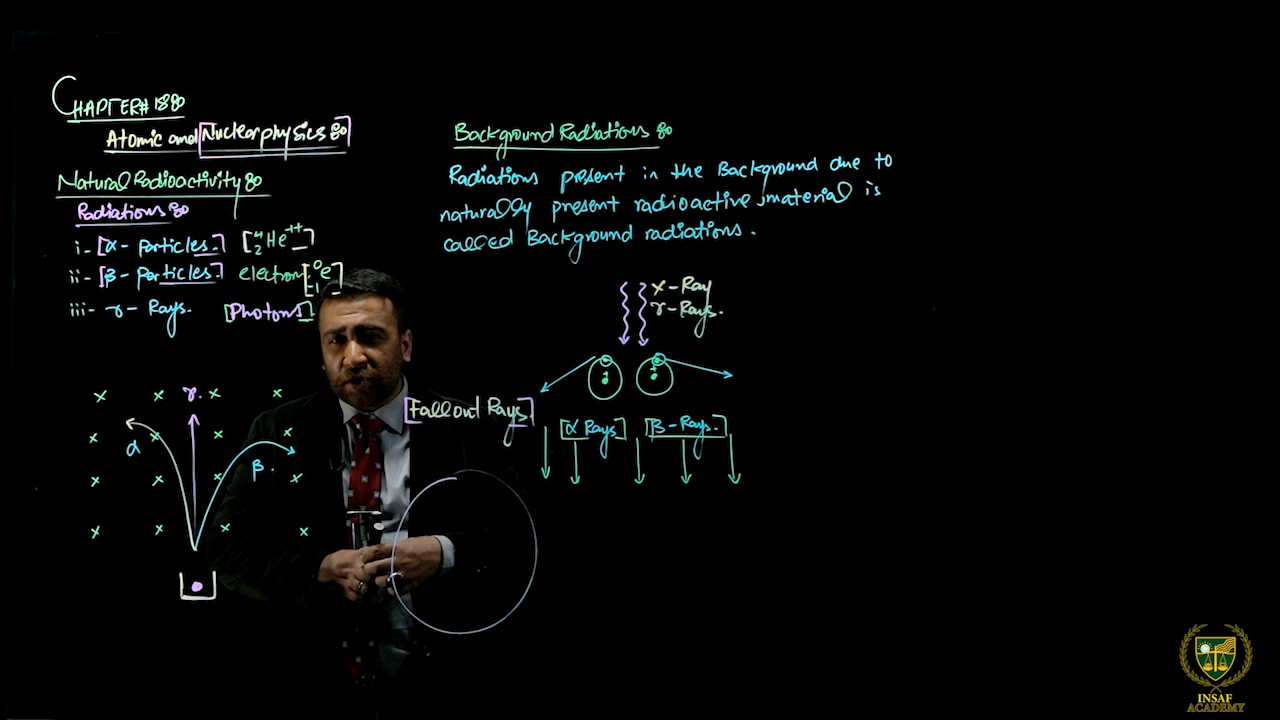 CHAPTER# 18:
Atomic and Nuclear physics:
Natural Radioactivity:
Radiations:
i- [α- particles.] [⁴₂He⁺⁺]
ii- [β- particles] electron [⁰₋₁e]
iii- γ- Rays. [Photons]
x x γ. x x
x x x x
α
β.
x x x x
x x x x
Background Radiations:
Radiations present in the Background due to
naturally present radioactive material is
called Background radiations.
X-Ray
γ-Rays.
[Fall out Rays.] [α Rays] [β-Rays.]
INSAF
ACADEMY